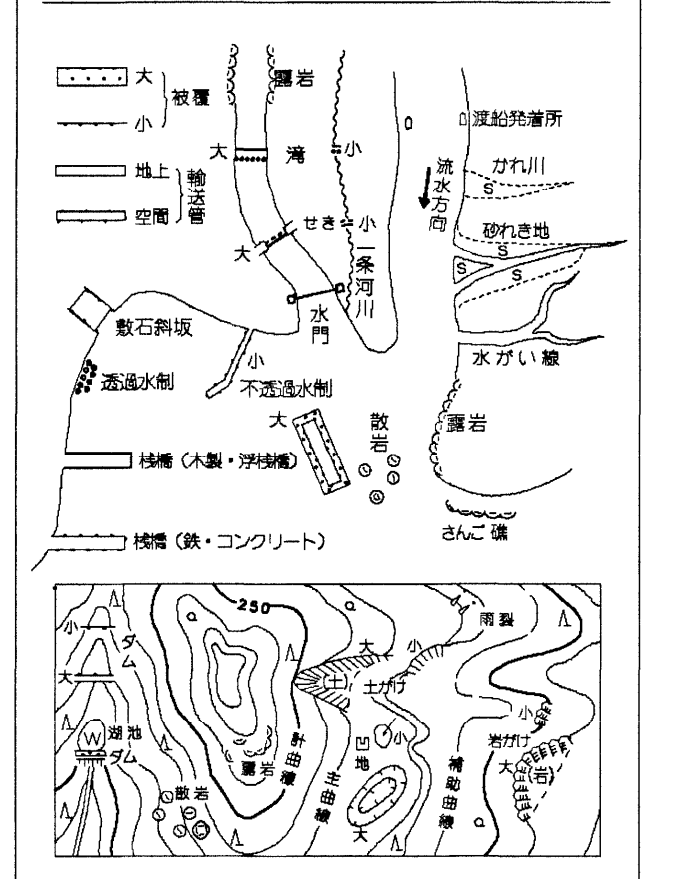 大
被覆
小
地上
輸送管
空間
露岩
大 滝
小
せき 小
大
一条河川
水門
渡船発着所
流水方向
かれ川
S
砂れき地
S
S
S
水がい線
敷石斜坂
透過水制
小
不透過水制
大
散岩
露岩
桟橋(木製・浮桟橋)
さんご礁
桟橋(鉄・コンクリート)
250
小
ダム
大
W 湖池
ダム
散岩
露岩
計曲線
主曲線
大 小
(土) 土がけ
雨裂
凹地
小
大
補助曲線
小
岩がけ
大
(岩)